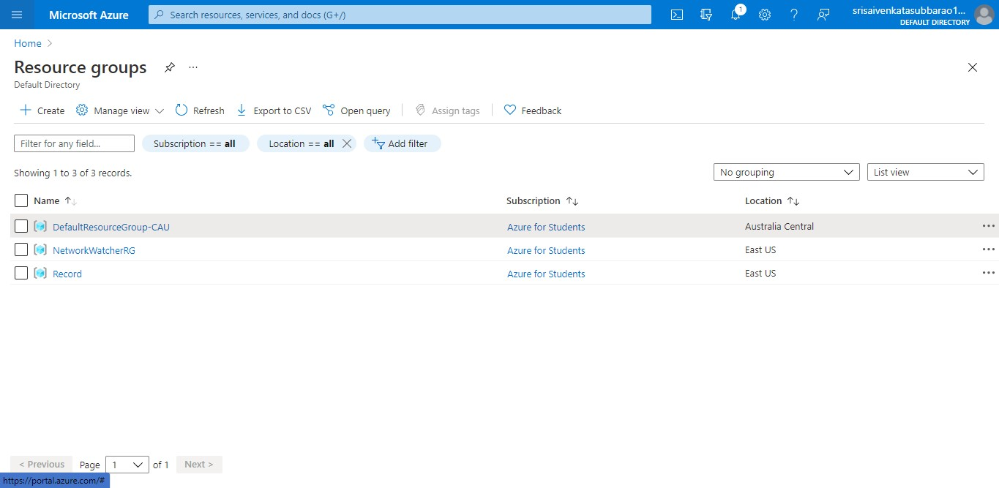 Microsoft Azure
Search resources, services, and docs (G+/)
1
srisaivenkatasubbarao1...
DEFAULT DIRECTORY
Home
Resource groups
...
Default Directory
Create Manage view Refresh Export to CSV Open query Assign tags Feedback
Filter for any field... Subscription == all Location == all Add filter
Showing 1 to 3 of 3 records. No grouping List view
Name Subscription Location
DefaultResourceGroup-CAU Azure for Students Australia Central
NetworkWatcherRG Azure for Students East US
Record Azure for Students East US
< Previous Page 1 of 1 Next >
https://portal.azure.com/#